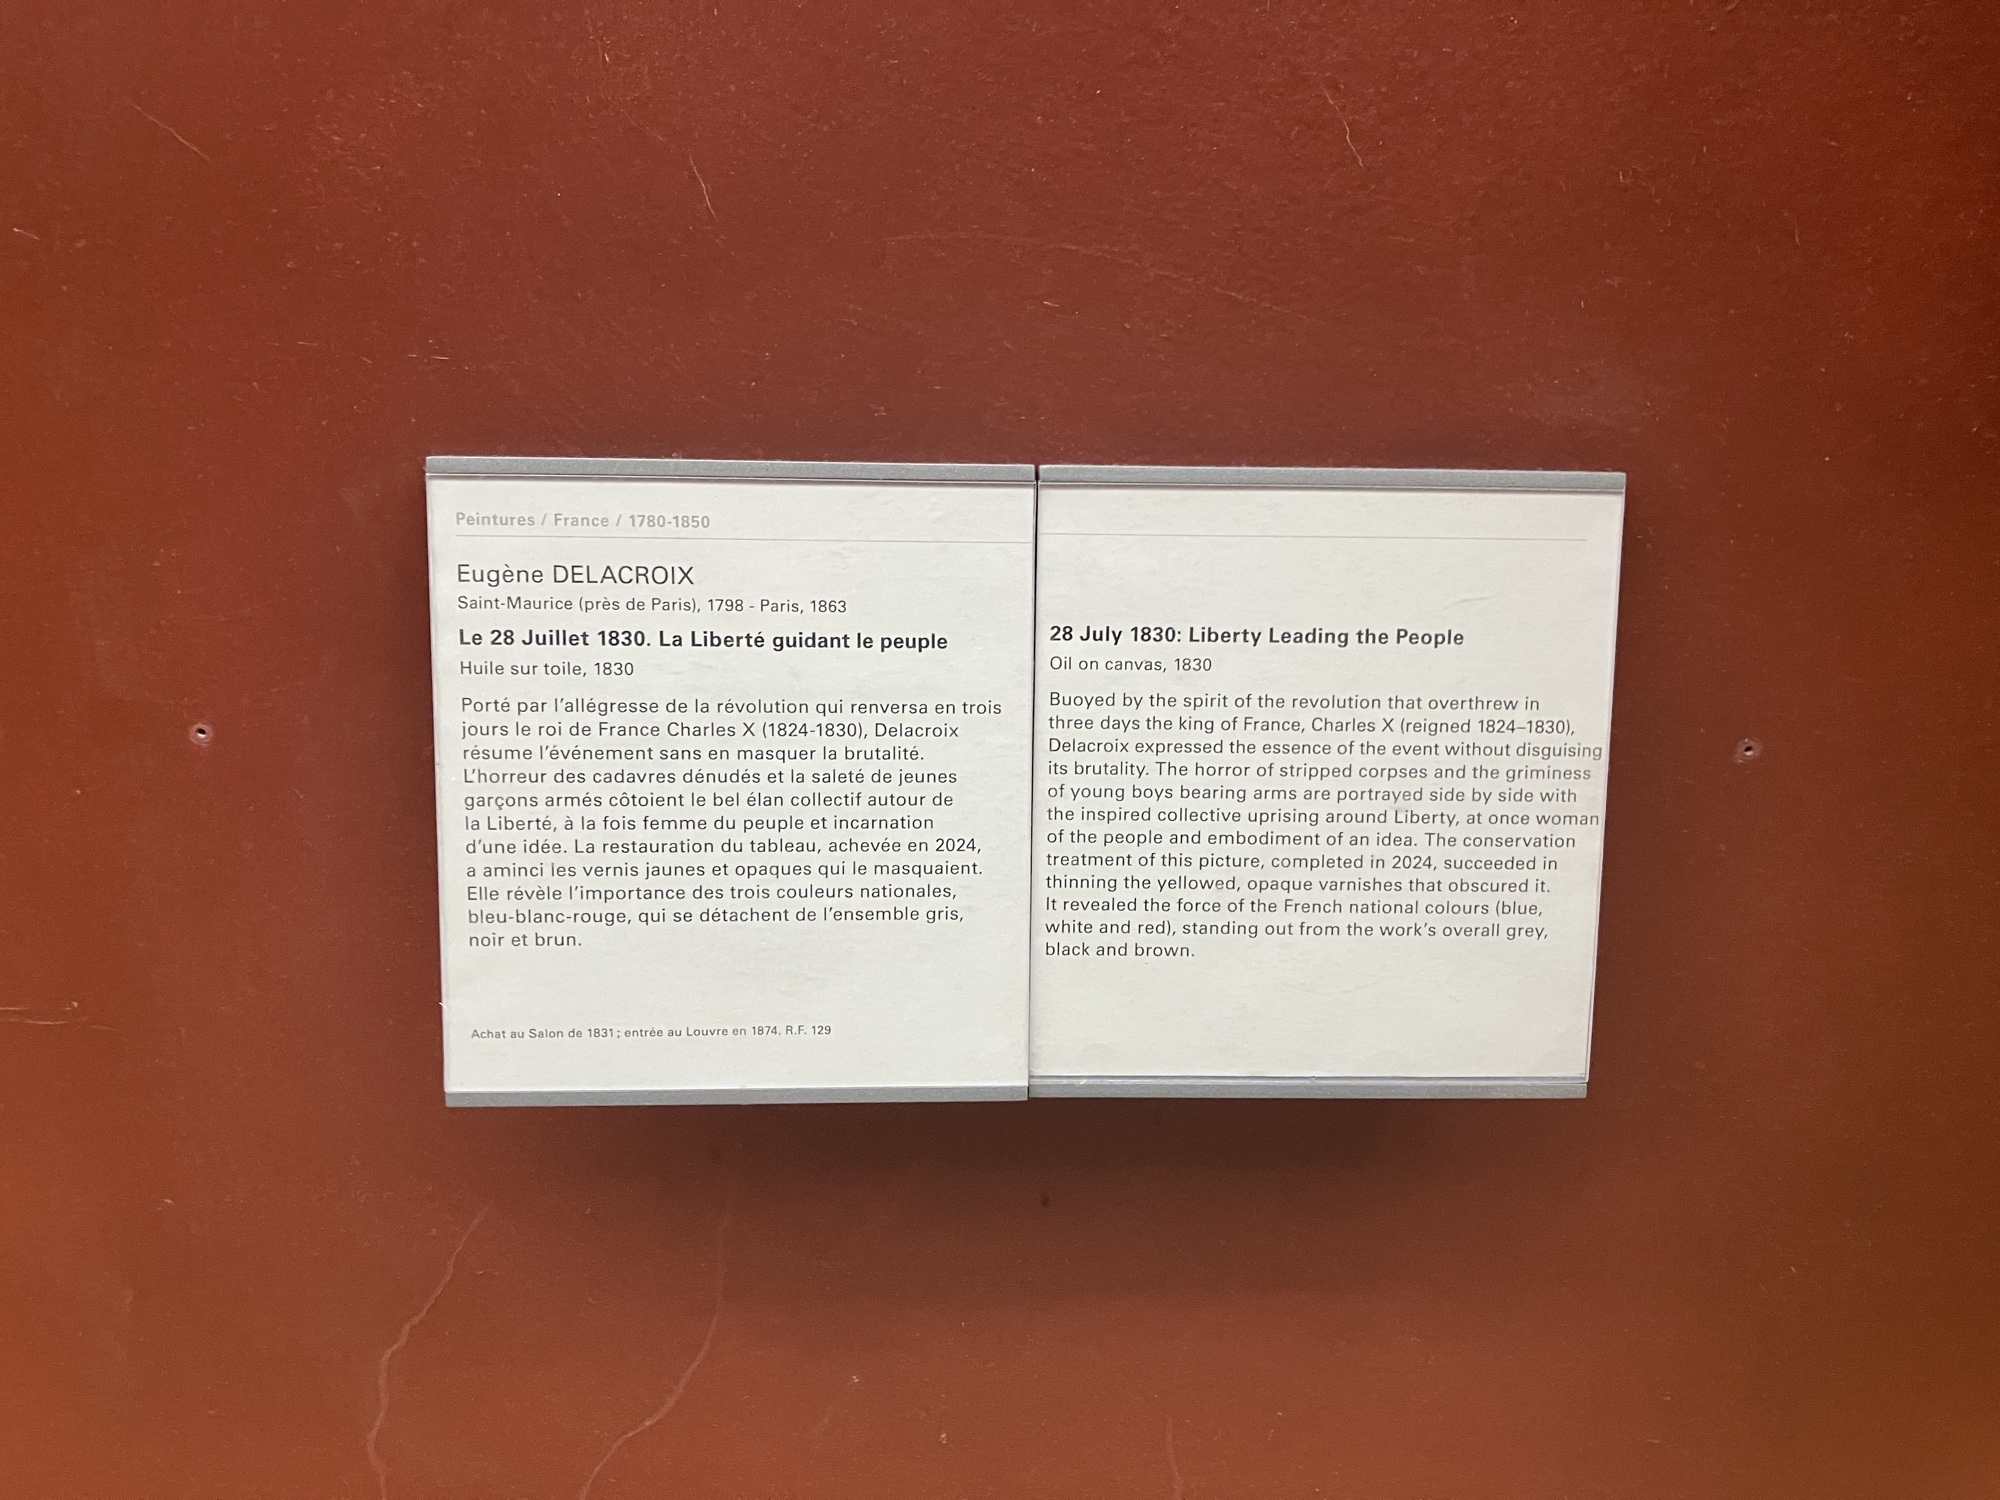 Peintures / France / 1780-1850
Eugène DELACROIX
Saint-Maurice (près de Paris), 1798 - Paris, 1863
Le 28 Juillet 1830. La Liberté guidant le peuple
Huile sur toile, 1830
Porté par l'allégresse de la révolution qui renversa en trois
jours le roi de France Charles X (1824-1830), Delacroix
résume l'événement sans en masquer la brutalité.
L'horreur des cadavres dénudés et la saleté de jeunes
garçons armés côtoient le bel élan collectif autour de
la Liberté, à la fois femme du peuple et incarnation
d'une idée. La restauration du tableau, achevée en 2024,
a aminci les vernis jaunes et opaques qui le masquaient.
Elle révèle l'importance des trois couleurs nationales,
bleu-blanc-rouge, qui se détachent de l'ensemble gris,
noir et brun.
Achat au Salon de 1831 ; entrée au Louvre en 1874. R.F. 129
28 July 1830: Liberty Leading the People
Oil on canvas, 1830
Buoyed by the spirit of the revolution that overthrew in
three days the king of France, Charles X (reigned 1824–1830),
Delacroix expressed the essence of the event without disguising
its brutality. The horror of stripped corpses and the griminess
of young boys bearing arms are portrayed side by side with
the inspired collective uprising around Liberty, at once woman
of the people and embodiment of an idea. The conservation
treatment of this picture, completed in 2024, succeeded in
thinning the yellowed, opaque varnishes that obscured it.
It revealed the force of the French national colours (blue,
white and red), standing out from the work's overall grey,
black and brown.